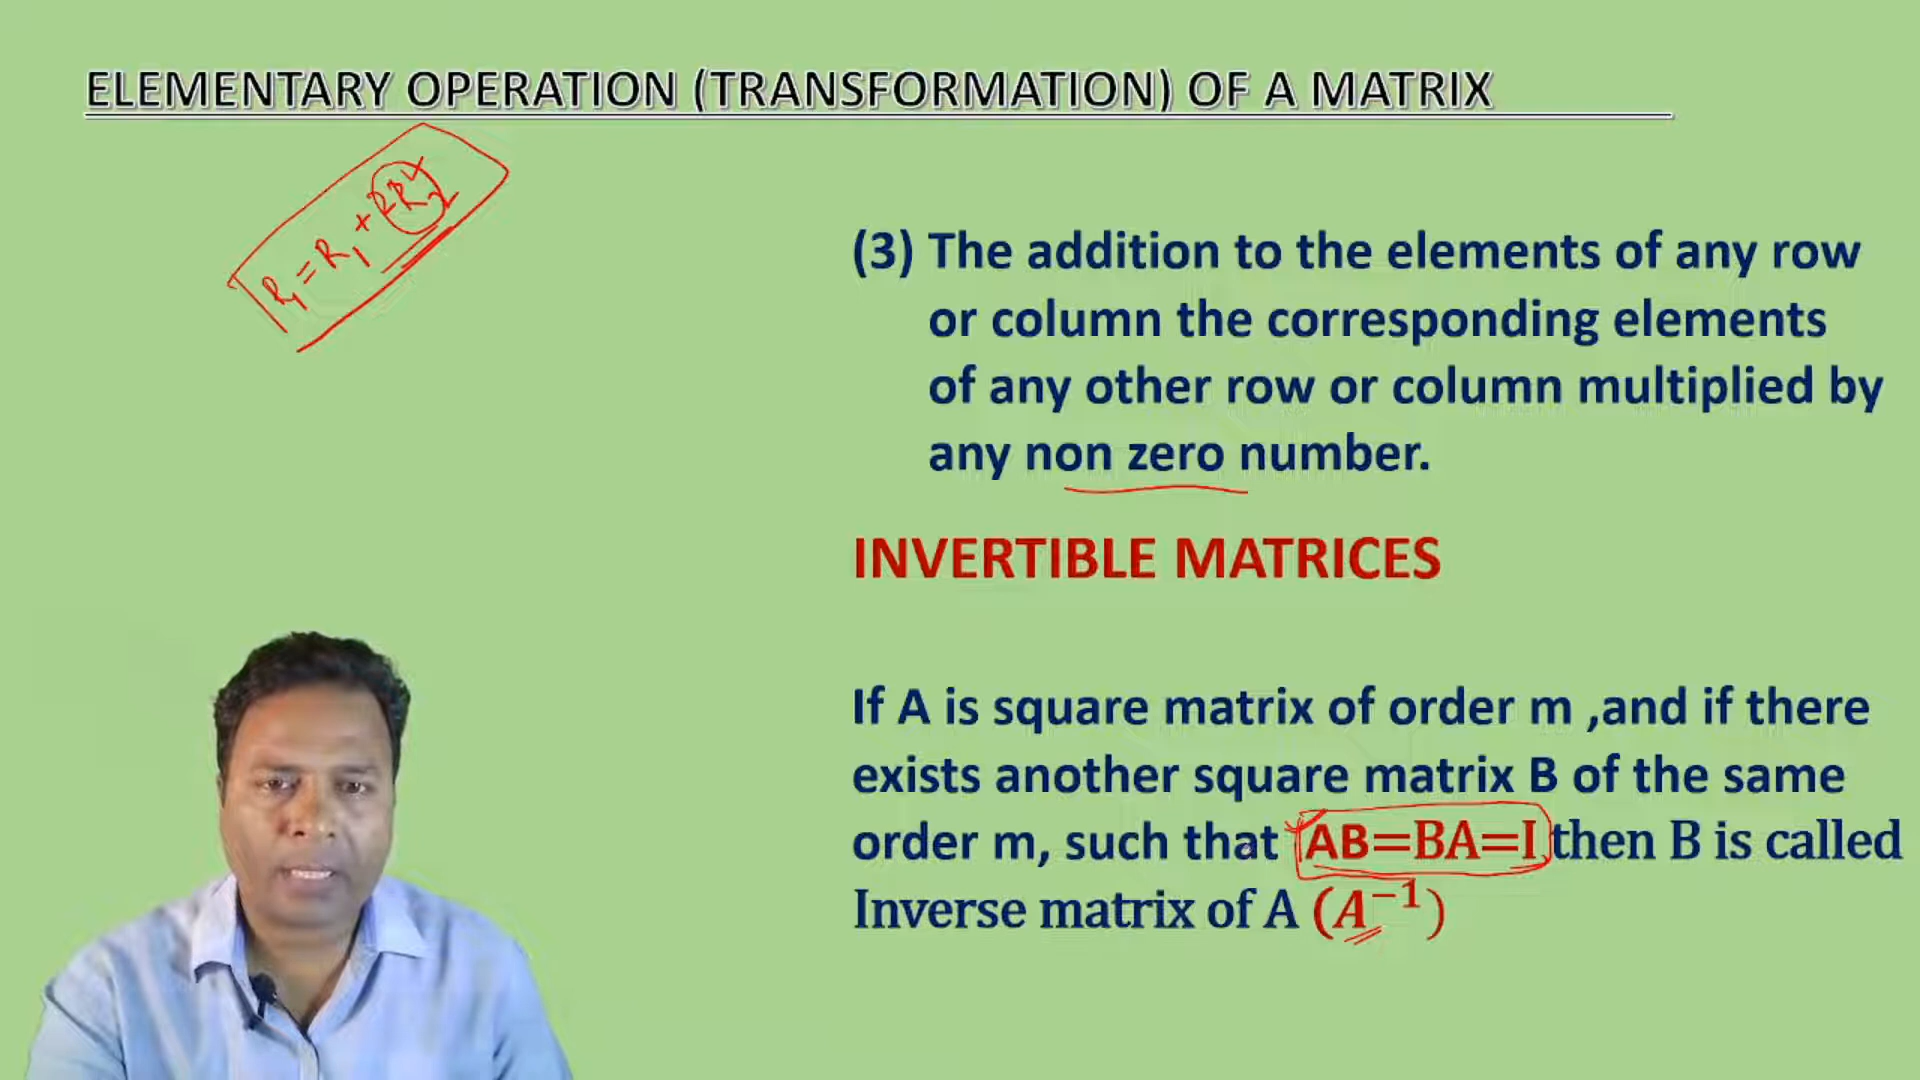 ELEMENTARY OPERATION (TRANSFORMATION) OF A MATRIX
R₁ = R₁ + 2R₂
(3) The addition to the elements of any row
or column the corresponding elements
of any other row or column multiplied by
any non zero number.
INVERTIBLE MATRICES
If A is square matrix of order m ,and if there
exists another square matrix B of the same
order m, such that AB=BA=I then B is called
Inverse matrix of A (A⁻¹)